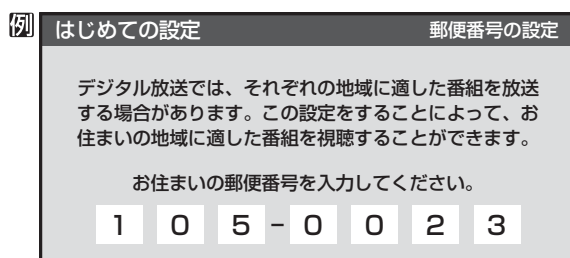 例
はじめての設定 郵便番号の設定
デジタル放送では、それぞれの地域に適した番組を放送
する場合があります。この設定をすることによって、お
住まいの地域に適した番組を視聴することができます。
お住まいの郵便番号を入力してください。
1 0 5 - 0 0 2 3